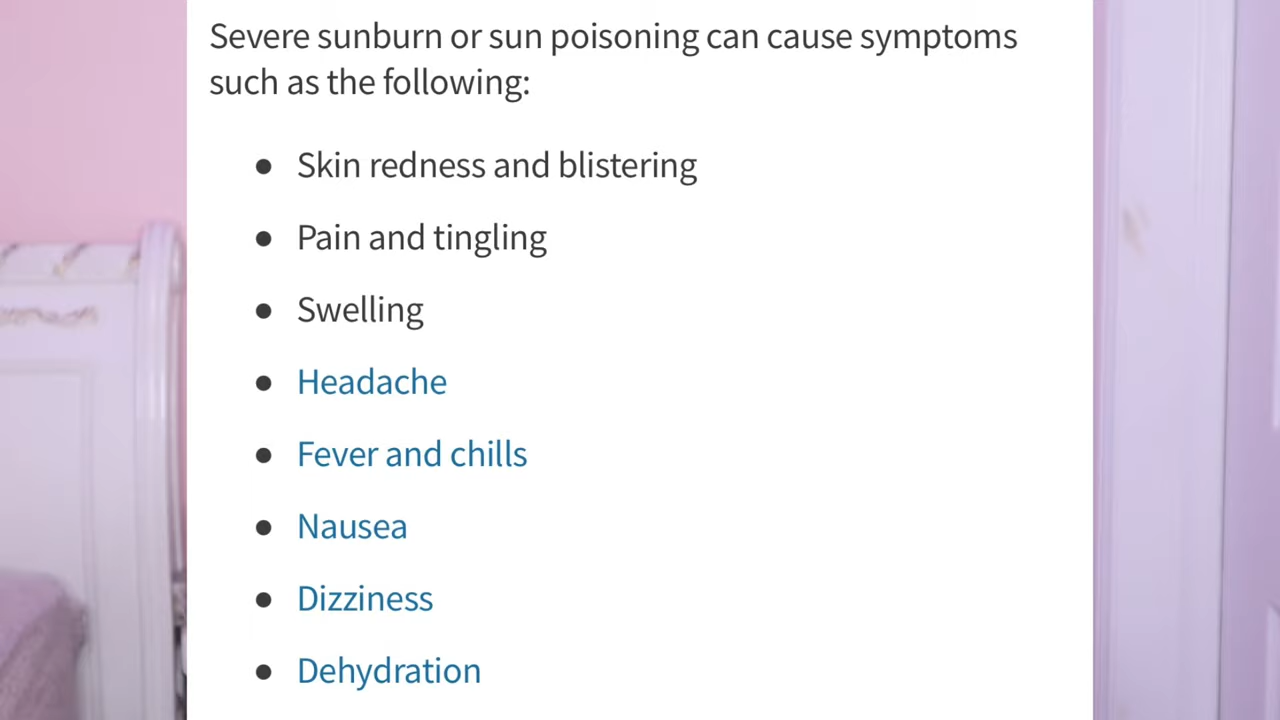 Severe sunburn or sun poisoning can cause symptoms
such as the following:
● Skin redness and blistering
● Pain and tingling
● Swelling
● Headache
● Fever and chills
● Nausea
● Dizziness
● Dehydration